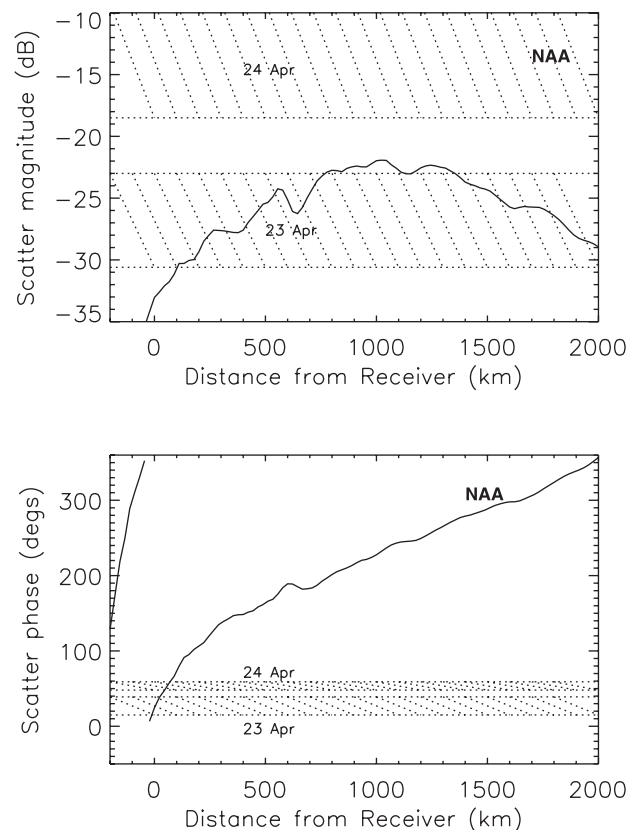 Scatter magnitude (dB)
−10
−15
−20
−25
−30
−35
24 Apr
NAA
23 Apr
0 500 1000 1500 2000
Distance from Receiver (km)
Scatter phase (degs)
300
200
100
0
NAA
24 Apr
23 Apr
0 500 1000 1500 2000
Distance from Receiver (km)